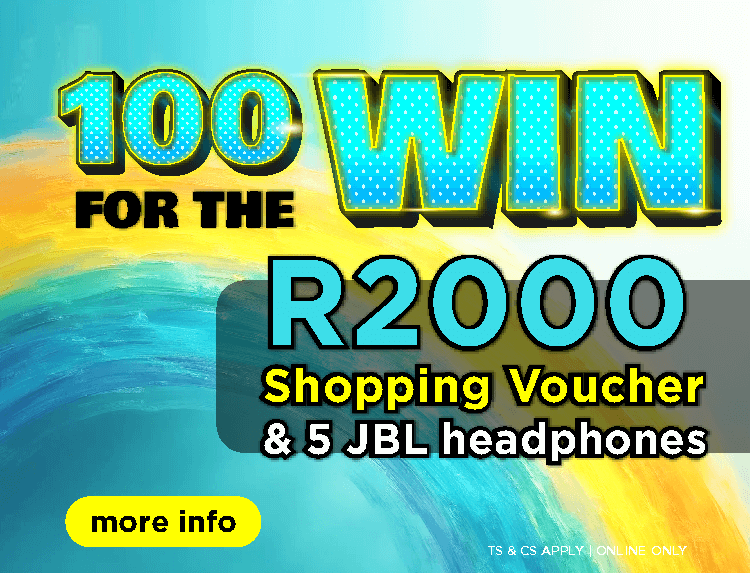 100 WIN
FOR THE
R2000
Shopping Voucher
& 5 JBL headphones
more info
TS & CS APPLY | ONLINE ONLY